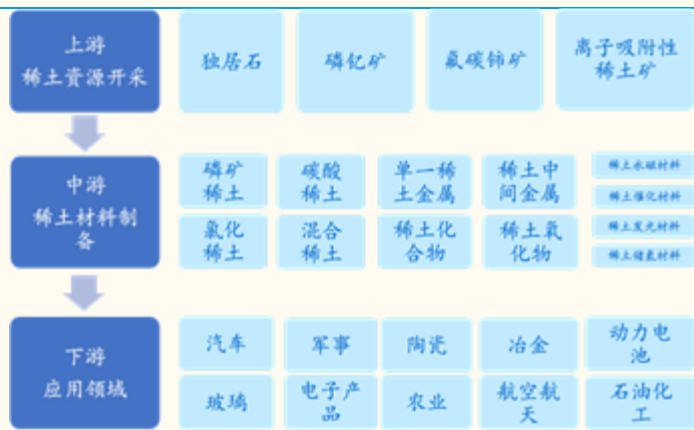 上游
稀土资源开采
独居石
磷钇矿
氟碳铈矿
离子吸附性
稀土矿
中游
稀土材料制
备
磷矿
稀土
碳酸
稀土
单一稀
土金属
稀土中
间金属
稀土永磁材料
稀土催化材料
氯化
稀土
混合
稀土
稀土化
合物
稀土氧
化物
稀土发光材料
稀土储氢材料
下游
应用领域
汽车
军事
陶瓷
冶金
动力电
池
玻璃
电子产
品
农业
航空航
天
石油化
工